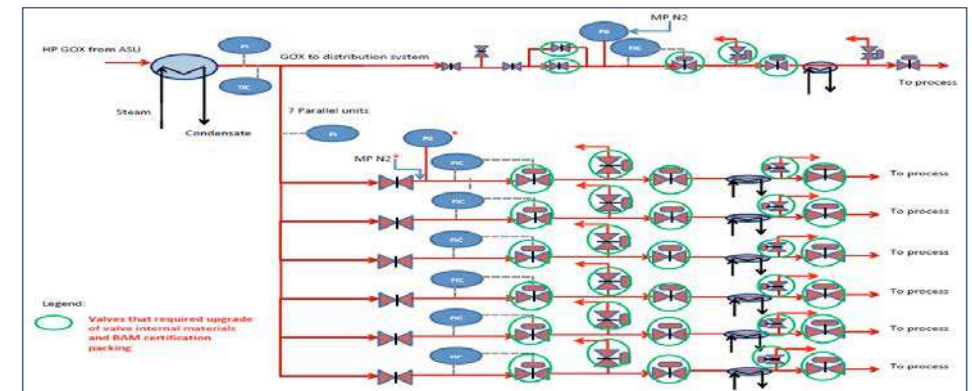 MP N2
HP GOX from ASU
PI
PG
FIC
GOX to distribution system
TIC
To process
Steam
7 Parallel units
Condensate
PI
PG *
MP N2 *
FIC
To process
FIC
To process
FIC
To process
FIC
To process
Legend:
Valves that required upgrade
of valve internal materials
and BAM certification
packing
FIC
To process
To process